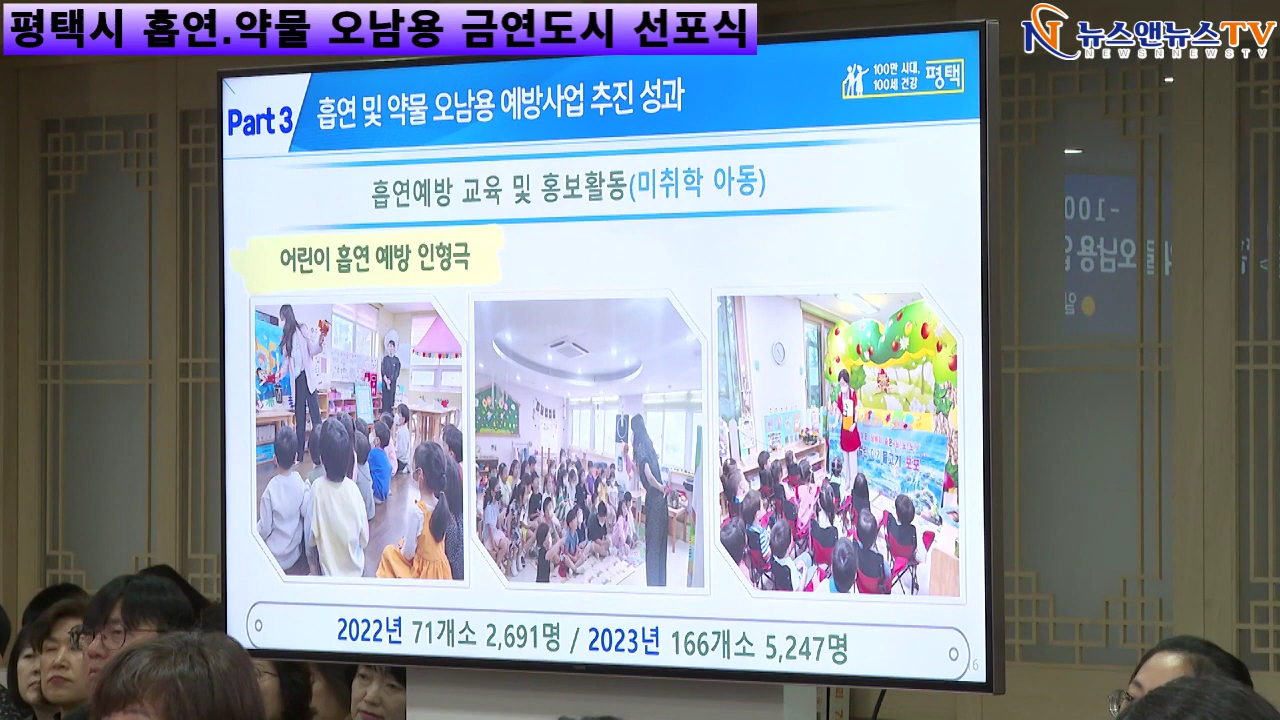 평택시 흡연.약물 오남용 금연도시 선포식
뉴스앤뉴스TV
NEWSNNEWSTV
Part 3
흡연 및 약물 오남용 예방사업 추진 성과
100만 시대,
100세 건강
평택
흡연예방 교육 및 홍보활동(미취학 아동)
어린이 흡연 예방 인형극
2022년 71개소 2,691명 / 2023년 166개소 5,247명
6